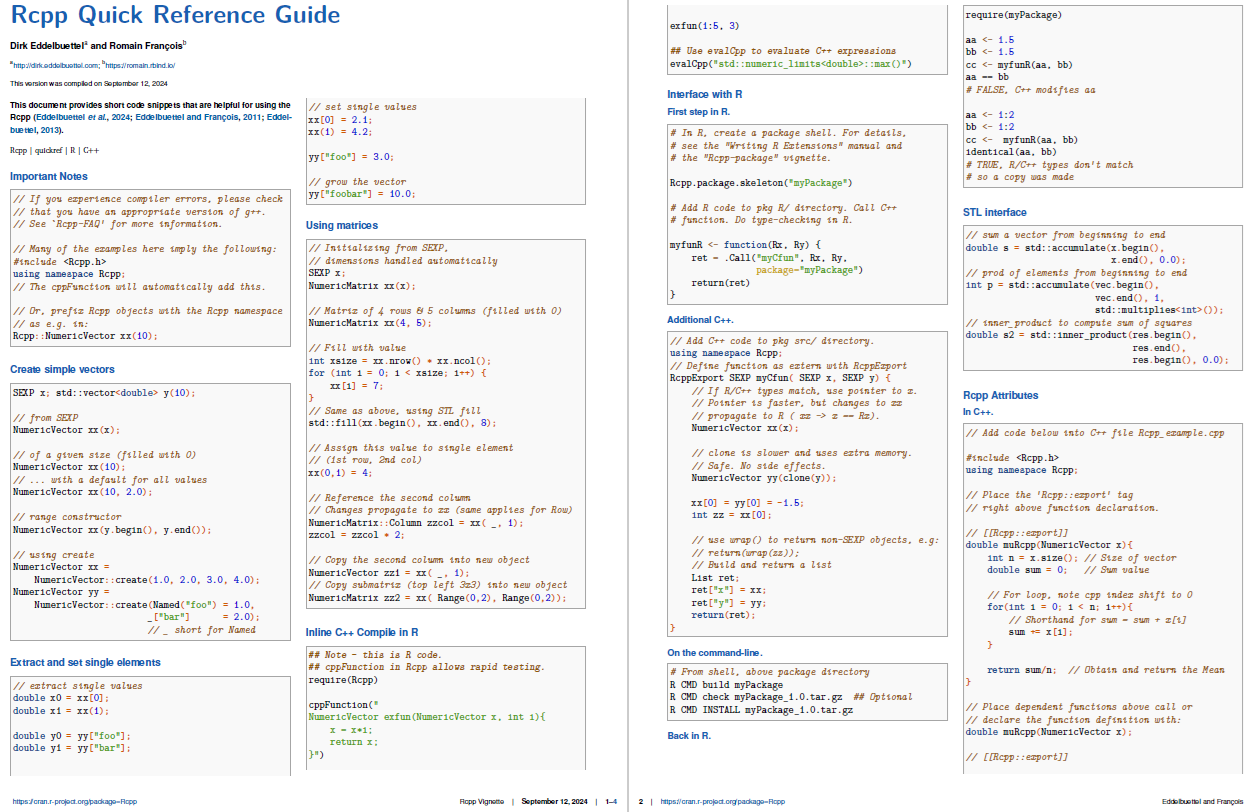 Rcpp Quick Reference Guide
Dirk Eddelbuettel^a and Romain François^b
^a http://dirk.eddelbuettel.com; ^b https://romain.rbind.io/
This version was compiled on September 12, 2024
This document provides short code snippets that are helpful for using the
Rcpp (Eddelbuettel et al., 2024; Eddelbuettel and François, 2011; Eddel-
buettel, 2013).
Rcpp | quickref | R | C++
Important Notes
// If you experience compiler errors, please check
// that you have an appropriate version of g++.
// See `Rcpp-FAQ' for more information.
// Many of the examples here imply the following:
#include <Rcpp.h>
using namespace Rcpp;
// The cppFunction will automatically add this.
// Or, prefix Rcpp objects with the Rcpp namespace
// as e.g. in:
Rcpp::NumericVector xx(10);
Create simple vectors
SEXP x; std::vector<double> y(10);
// from SEXP
NumericVector xx(x);
// of a given size (filled with 0)
NumericVector xx(10);
// ... with a default for all values
NumericVector xx(10, 2.0);
// range constructor
NumericVector xx(y.begin(), y.end());
// using create
NumericVector xx =
NumericVector::create(1.0, 2.0, 3.0, 4.0);
NumericVector yy =
NumericVector::create(Named("foo") = 1.0,
_["bar"] = 2.0);
// _ short for Named
Extract and set single elements
// extract single values
double x0 = xx[0];
double x1 = xx(1);
double y0 = yy["foo"];
double y1 = yy["bar"];
// set single values
xx[0] = 2.1;
xx(1) = 4.2;
yy["foo"] = 3.0;
// grow the vector
yy["foobar"] = 10.0;
Using matrices
// Initializing from SEXP,
// dimensions handled automatically
SEXP x;
NumericMatrix xx(x);
// Matrix of 4 rows & 5 columns (filled with 0)
NumericMatrix xx(4, 5);
// Fill with value
int xsize = xx.nrow() * xx.ncol();
for (int i = 0; i < xsize; i++) {
xx[i] = 7;
}
// Same as above, using STL fill
std::fill(xx.begin(), xx.end(), 8);
// Assign this value to single element
// (1st row, 2nd col)
xx(0,1) = 4;
// Reference the second column
// Changes propagate to xx (same applies for Row)
NumericMatrix::Column zzcol = xx( _, 1);
zzcol = zzcol * 2;
// Copy the second column into new object
NumericVector zz1 = xx( _, 1);
// Copy submatrix (top left 3x3) into new object
NumericMatrix zz2 = xx( Range(0,2), Range(0,2));
Inline C++ Compile in R
## Note - this is R code.
## cppFunction in Rcpp allows rapid testing.
require(Rcpp)
cppFunction("
NumericVector exfun(NumericVector x, int i){
x = x*i;
return x;
}")
https://cran.r-project.org/package=Rcpp
Rcpp Vignette | September 12, 2024 | 1–4
exfun(1:5, 3)
## Use evalCpp to evaluate C++ expressions
evalCpp("std::numeric_limits<double>::max()")
Interface with R
First step in R.
# In R, create a package shell. For details,
# see the "Writing R Extensions" manual and
# the "Rcpp-package" vignette.
Rcpp.package.skeleton("myPackage")
# Add R code to pkg R/ directory. Call C++
# function. Do type-checking in R.
myfunR <- function(Rx, Ry) {
ret = .Call("myCfun", Rx, Ry,
package="myPackage")
return(ret)
}
Additional C++.
// Add C++ code to pkg src/ directory.
using namespace Rcpp;
// Define function as extern with RcppExport
RcppExport SEXP myCfun( SEXP x, SEXP y) {
// If R/C++ types match, use pointer to x.
// Pointer is faster, but changes to xx
// propagate to R ( xx -> x == Rx).
NumericVector xx(x);
// clone is slower and uses extra memory.
// Safe. No side effects.
NumericVector yy(clone(y));
xx[0] = yy[0] = -1.5;
int zz = xx[0];
// use wrap() to return non-SEXP objects, e.g:
// return(wrap(zz));
// Build and return a list
List ret;
ret["x"] = xx;
ret["y"] = yy;
return(ret);
}
On the command-line.
# From shell, above package directory
R CMD build myPackage
R CMD check myPackage_1.0.tar.gz ## Optional
R CMD INSTALL myPackage_1.0.tar.gz
Back in R.
require(myPackage)
aa <- 1.5
bb <- 1.5
cc <- myfunR(aa, bb)
aa == bb
# FALSE, C++ modifies aa
aa <- 1:2
bb <- 1:2
cc <- myfunR(aa, bb)
identical(aa, bb)
# TRUE, R/C++ types don't match
# so a copy was made
STL interface
// sum a vector from beginning to end
double s = std::accumulate(x.begin(),
x.end(), 0.0);
// prod of elements from beginning to end
int p = std::accumulate(vec.begin(),
vec.end(), 1,
std::multiplies<int>());
// inner_product to compute sum of squares
double s2 = std::inner_product(res.begin(),
res.end(),
res.begin(), 0.0);
Rcpp Attributes
In C++.
// Add code below into C++ file Rcpp_example.cpp
#include <Rcpp.h>
using namespace Rcpp;
// Place the 'Rcpp::export' tag
// right above function declaration.
// [[Rcpp::export]]
double muRcpp(NumericVector x){
int n = x.size(); // Size of vector
double sum = 0; // Sum value
// For loop, note cpp index shift to 0
for(int i = 0; i < n; i++){
// Shorthand for sum = sum + x[i]
sum += x[i];
}
return sum/n; // Obtain and return the Mean
}
// Place dependent functions above call or
// declare the function definition with:
double muRcpp(NumericVector x);
// [[Rcpp::export]]
2 | https://cran.r-project.org/package=Rcpp
Eddelbuettel and François